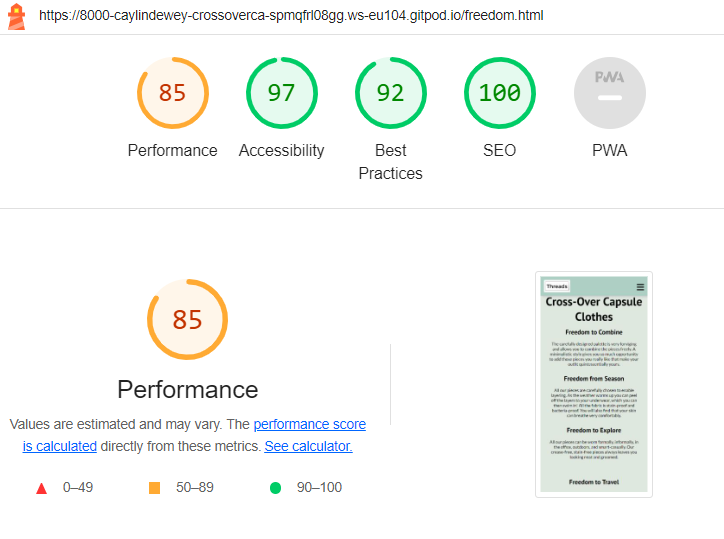 https://8000-caylindewey-crossoverca-spmqfrl08gg.ws-eu104.gitpod.io/freedom.html
85
97
92
100
PWA
Performance
Accessibility
Best
Practices
SEO
PWA
85
Performance
Values are estimated and may vary. The performance score
is calculated directly from these metrics. See calculator.
0–49
50–89
90–100
Threads
Cross-Over Capsule
Clothes
Freedom to Combine
Freedom from Season
Freedom to Explore
Freedom to Travel